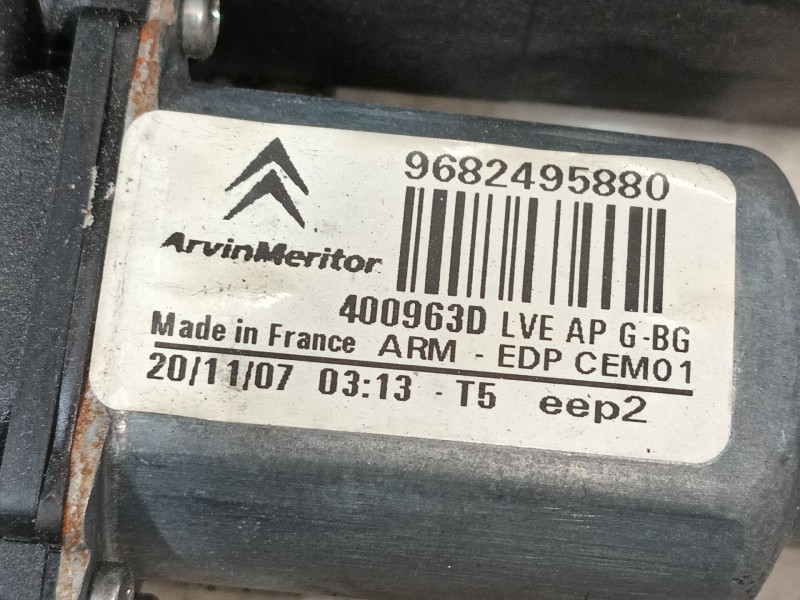 9682495880
ArvinMeritor
400963D LVE AP G-BG
Made in France ARM - EDP CEM01
20/11/07 03:13 - T5 eep2